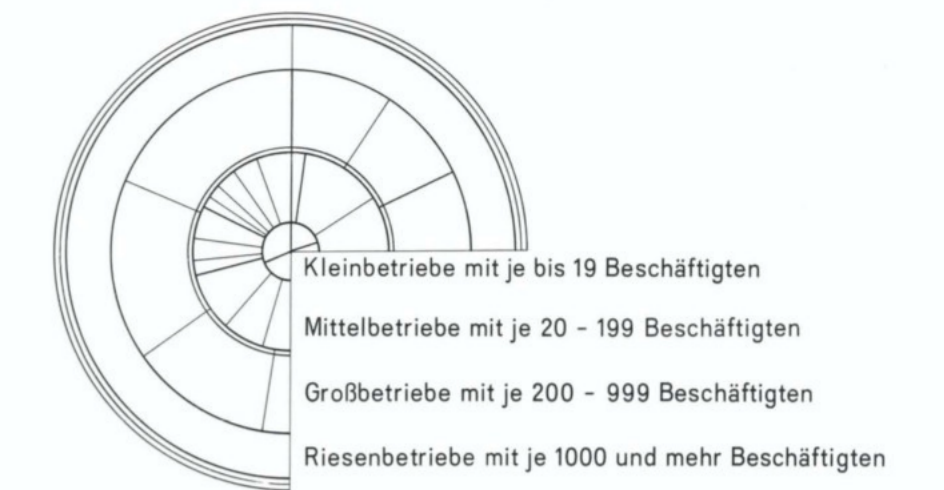 Kleinbetriebe mit je bis 19 Beschäftigten
Mittelbetriebe mit je 20 - 199 Beschäftigten
Großbetriebe mit je 200 - 999 Beschäftigten
Riesenbetriebe mit je 1000 und mehr Beschäftigten